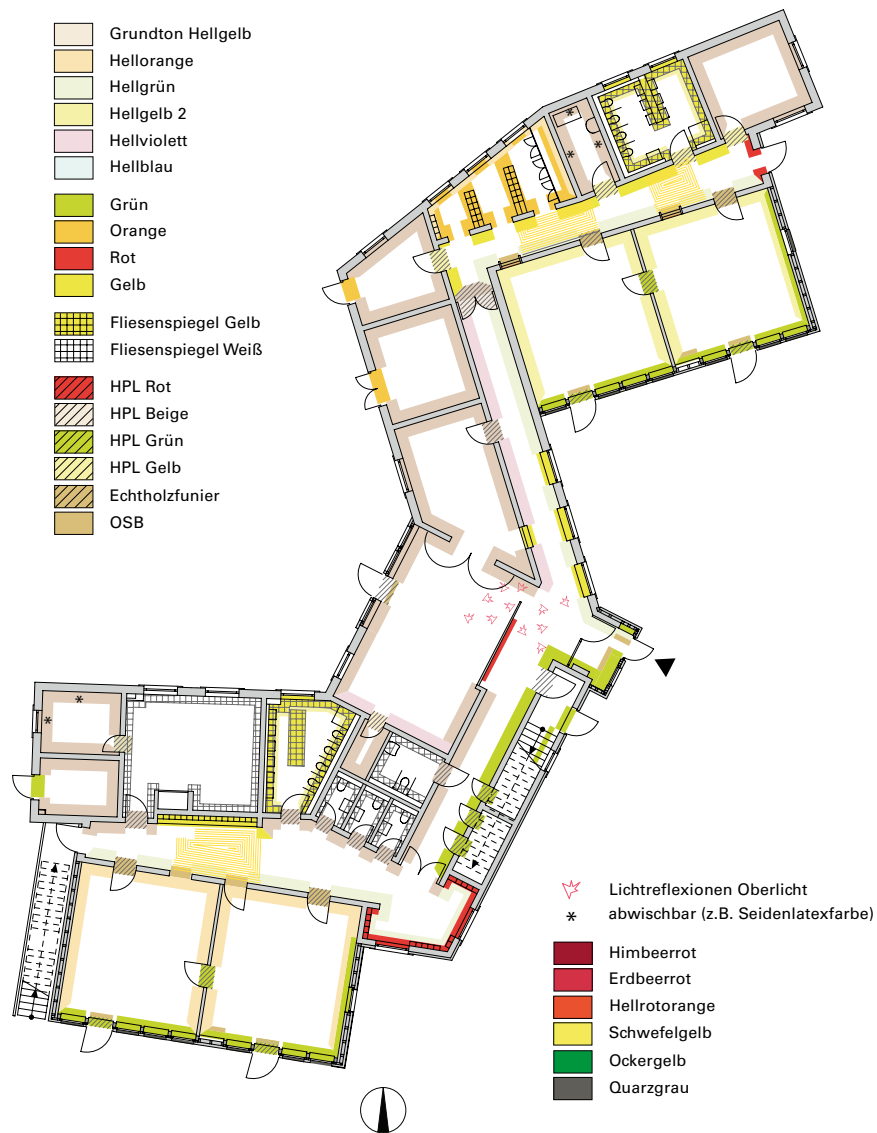 Grundton Hellgelb
Hellorange
Hellgrün
Hellgelb 2
Hellviolett
Hellblau
Grün
Orange
Rot
Gelb
Fliesenspiegel Gelb
Fliesenspiegel Weiß
HPL Rot
HPL Beige
HPL Grün
HPL Gelb
Echtholzfunier
OSB
Lichtreflexionen Oberlicht
* abwischbar (z.B. Seidenlatexfarbe)
Himbeerrot
Erdbeerrot
Hellrotorange
Schwefelgelb
Ockergelb
Quarzgrau